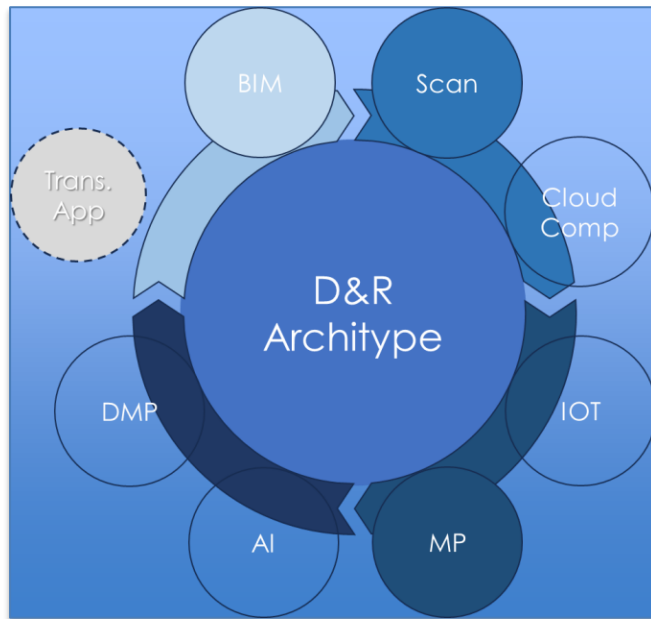 BIM
Scan
Trans.
App
Cloud
Comp
D&R
Architype
DMP
IOT
AI
MP